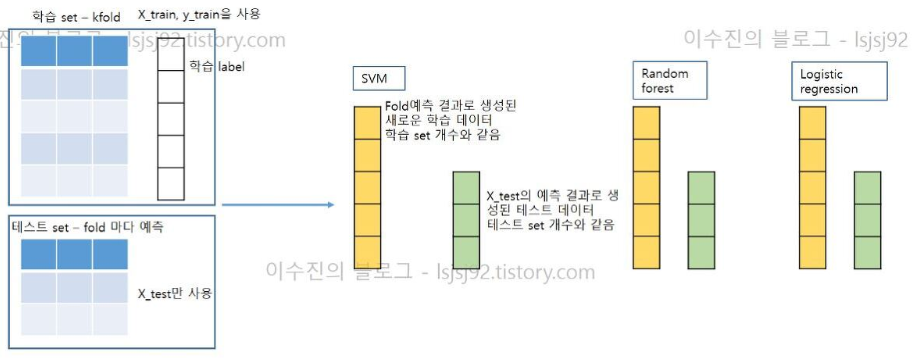 학습 set – kfold
X_train, y_train을 사용
진의 블로그 - lsjsj92.tistory.com
이수진의 블로그 - lsjsj92
학습 label
SVM
Random
forest
Logistic
regression
Fold예측 결과로 생성된
새로운 학습 데이터
학습 set 개수와 같음
X_test의 예측 결과로 생
성된 테스트 데이터
테스트 set 개수와 같음
테스트 set – fold 마다 예측
X_test만 사용
이수진의 블로그 - lsjsj92.tistory.com